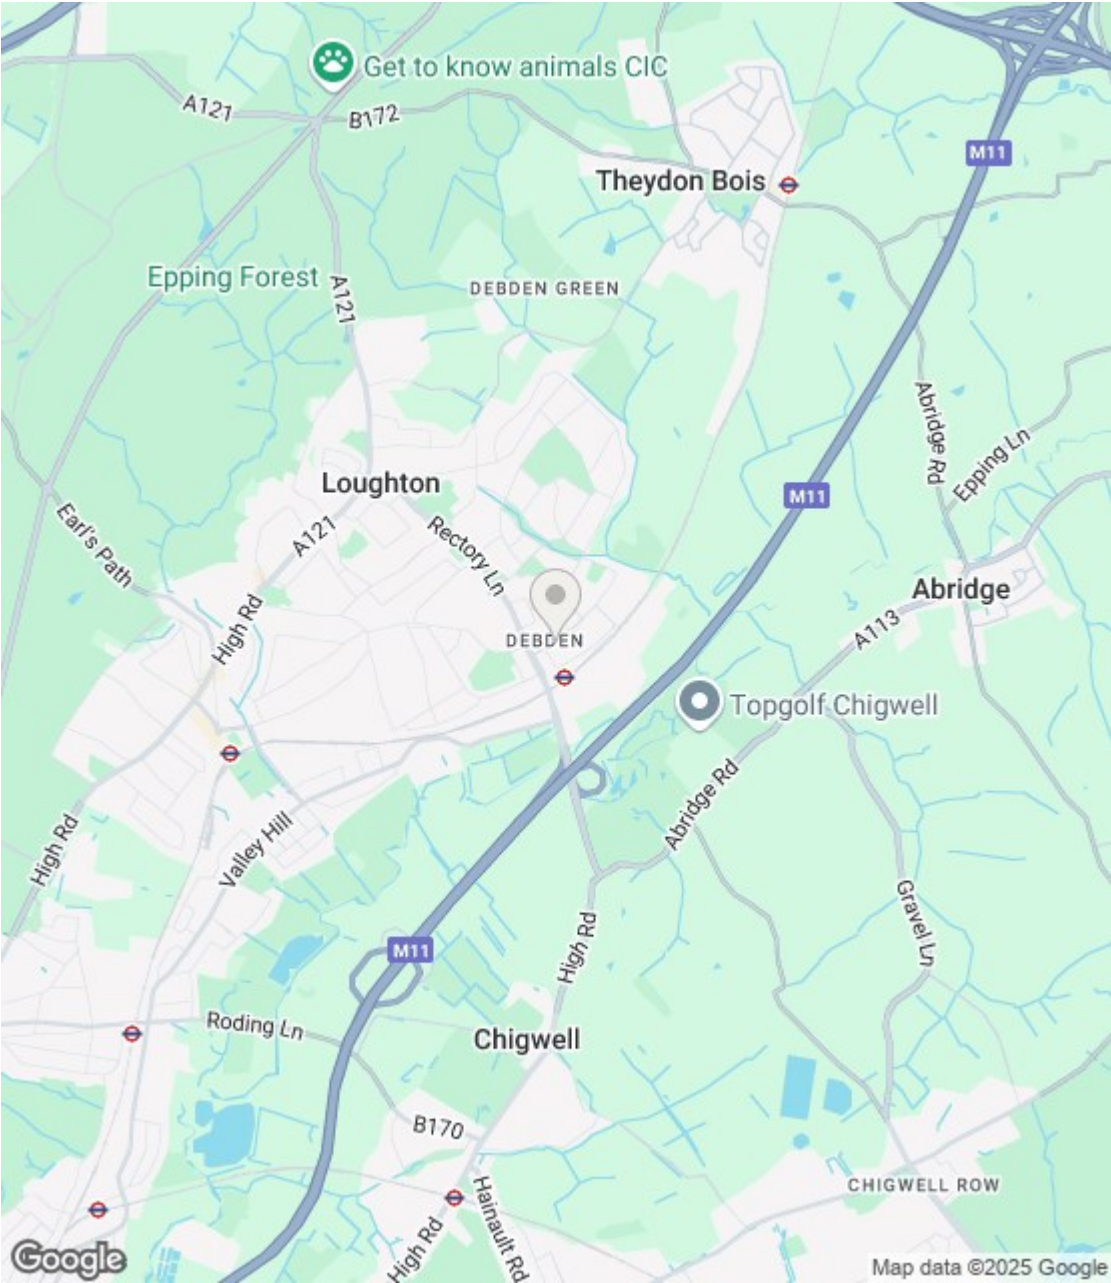 Get to know animals CIC
A121
B172
M11
Theydon Bois
Epping Forest
A121
DEBDEN GREEN
Abridge Rd
Epping Ln
Loughton
M11
A121
Rectory Ln
Earl's Path
Abridge
High Rd
A113
DEBDEN
Topgolf Chigwell
Abridge Rd
High Rd
Valley Hill
Gravel Ln
High Rd
M11
Roding Ln
Chigwell
B170
CHIGWELL ROW
Hainault Rd
High Rd
Google
Map data ©2025 Google